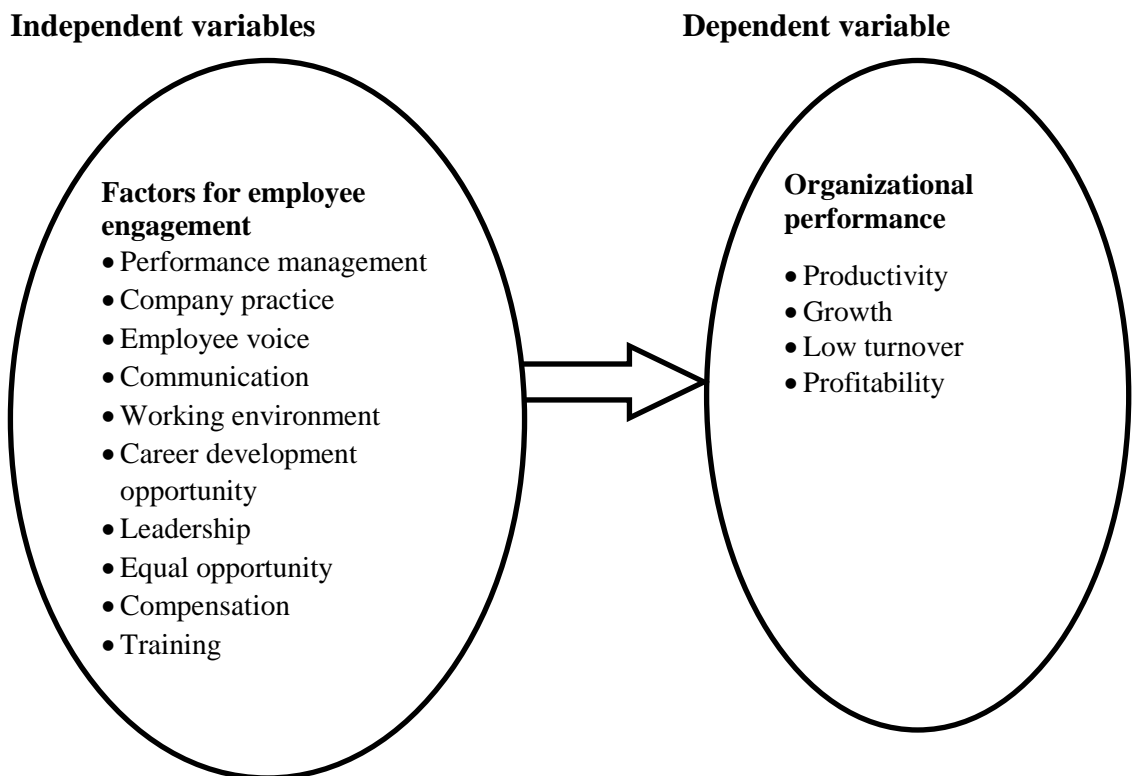 Independent variables
Dependent variable
Factors for employee
engagement
• Performance management
• Company practice
• Employee voice
• Communication
• Working environment
• Career development
opportunity
• Leadership
• Equal opportunity
• Compensation
• Training
Organizational
performance
• Productivity
• Growth
• Low turnover
• Profitability